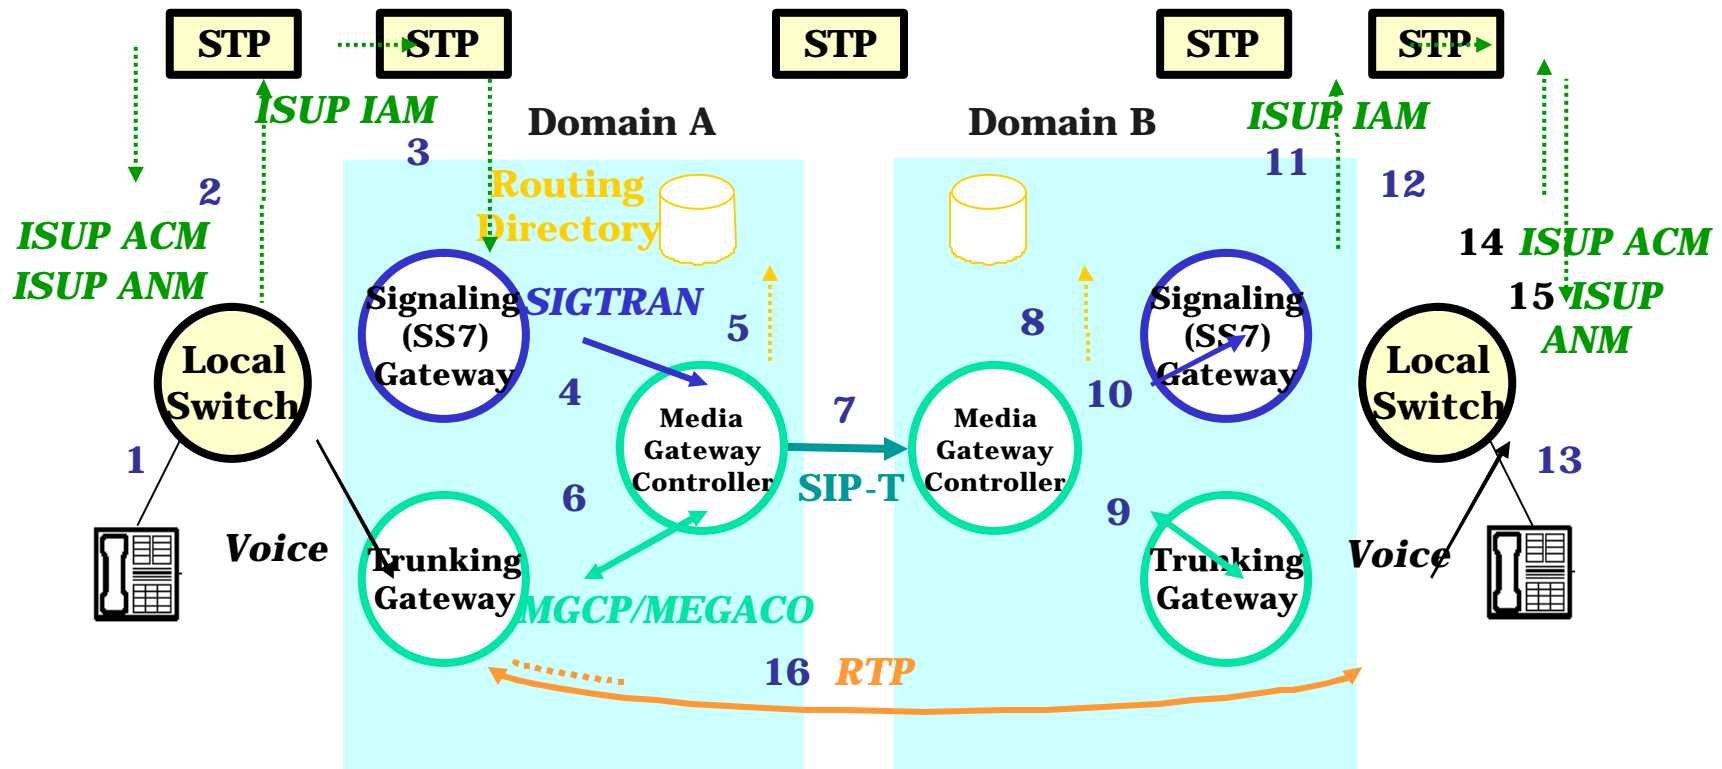 STP
STP
STP
STP
STP
ISUP IAM
Domain A
Domain B
ISUP IAM
3
11
12
2
Routing
Directory
ISUP ACM
ISUP ANM
14 ISUP ACM
15 ISUP
ANM
Signaling
(SS7)
Gateway
SIGTRAN
5
8
Signaling
(SS7)
Gateway
Local
Switch
Local
Switch
4
10
7
Media
Gateway
Controller
Media
Gateway
Controller
1
13
SIP-T
6
9
Voice
Trunking
Gateway
Trunking
Gateway
Voice
MGCP/MEGACO
16 RTP